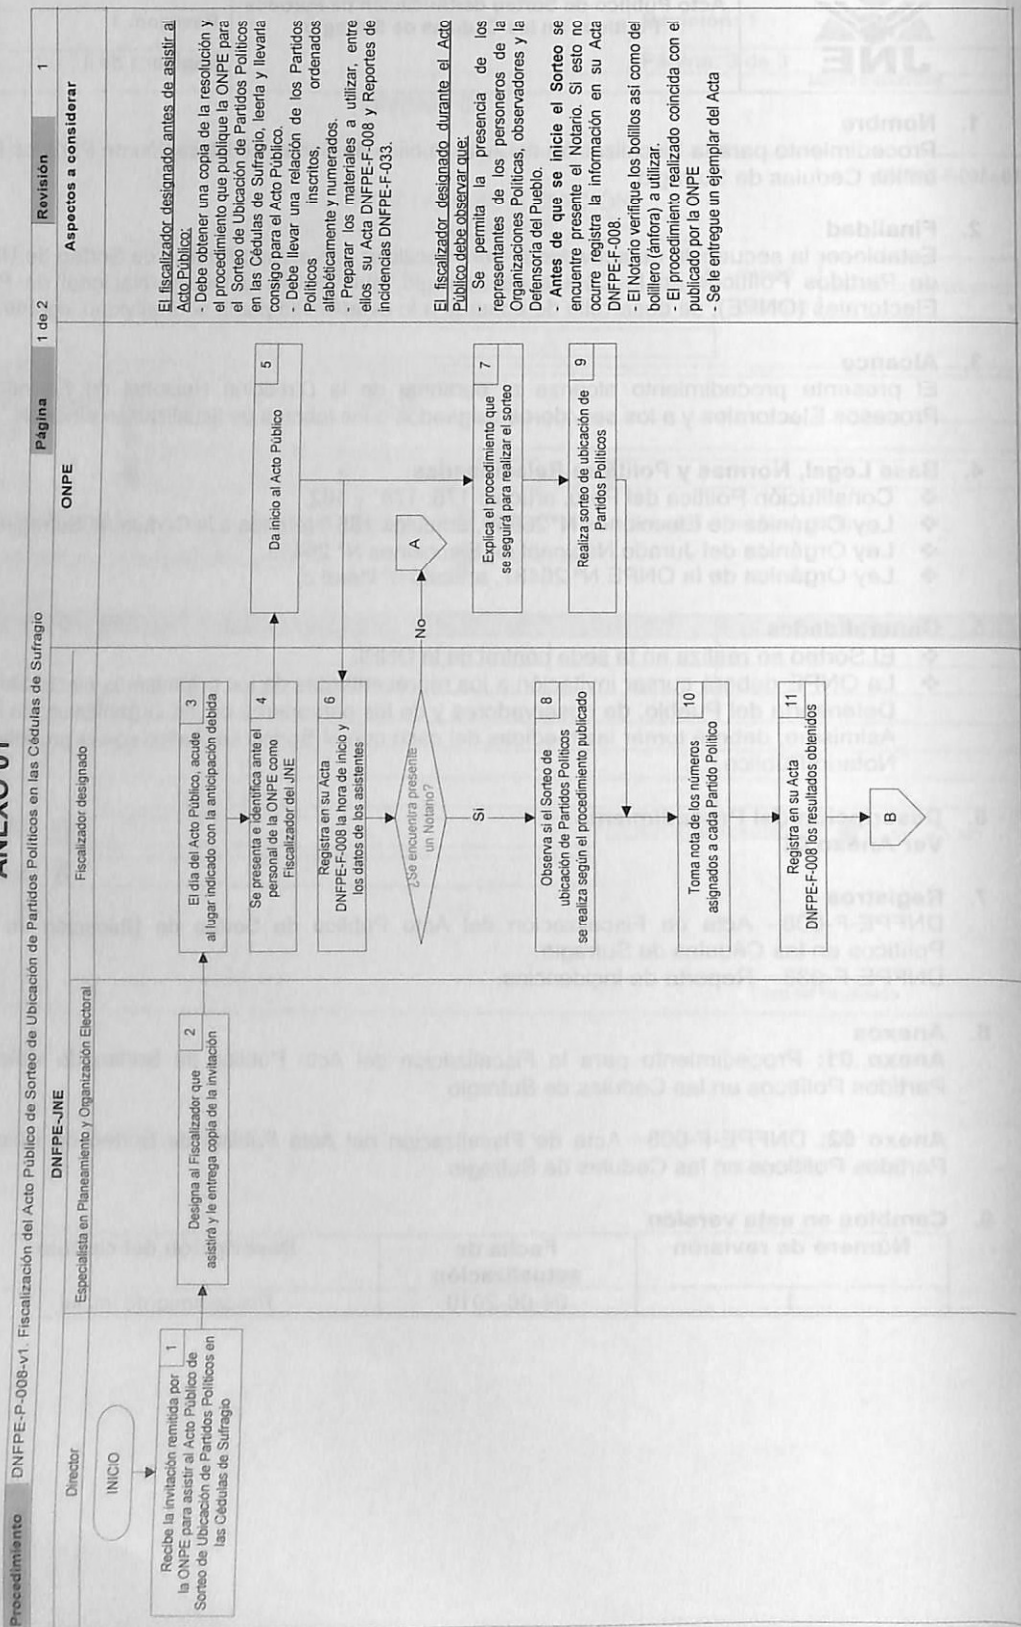 ANEXO 01
Procedimiento
DNFPE-P-008-v1. Fiscalización del Acto Público de Sorteo de Ubicación de Partidos Políticos en las Cédulas de Sufragio
Página
1 de 2
Revisión
1
DNFPE-JNE
ONPE
Aspectos a considerar
Director
Especialista en Planeamiento y Organización Electoral
Fiscalizador designado
INICIO
1
Recibe la invitación remitida por
la ONPE para asistir al Acto Público de
Sorteo de Ubicación de Partidos Políticos en
las Cédulas de Sufragio
2
Designa al Fiscalizador que
asistirá y le entrega copia de la invitación
3
El día del Acto Público, acude
al lugar indicado con la anticipación debida
4
Se presenta e identifica ante el
personal de la ONPE como
Fiscalizador del JNE
5
Da inicio al Acto Público
6
Registra en su Acta
DNFPE-F-008 la hora de inicio y
los datos de los asistentes
¿Se encuentra presente
un Notario?
No
A
Si
7
Explica el procedimiento que
se seguirá para realizar el sorteo
8
Observa si el Sorteo de
ubicación de Partidos Políticos
se realiza según el procedimiento publicado
9
Realiza sorteo de ubicación de
Partidos Políticos
10
Toma nota de los números
asignados a cada Partido Político
11
Registra en su Acta
DNFPE-F-008 los resultados obtenidos
B
El fiscalizador designado antes de asistir al
Acto Público:
- Debe obtener una copia de la resolución y
el procedimiento que publique la ONPE para
el Sorteo de Ubicación de Partidos Políticos
en las Cédulas de Sufragio, leerla y llevarla
consigo para el Acto Público.
- Debe llevar una relación de los Partidos
Políticos inscritos, ordenados
alfabéticamente y numerados.
- Preparar los materiales a utilizar, entre
ellos su Acta DNFPE-F-008 y Reportes de
incidencias DNFPE-F-033.
El fiscalizador designado durante el Acto
Público debe observar que:
- Se permita la presencia de los
representantes de los personeros de la
Organizaciones Políticas, observadores y la
Defensoría del Pueblo.
- Antes de que se inicie el Sorteo se
encuentre presente el Notario. Si esto no
ocurre registra la información en su Acta
DNFPE-F-008.
- El Notario verifique los bolillos así como del
bolillero (ánfora) a utilizar.
- El procedimiento realizado coincida con el
publicado por la ONPE
- Se le entregue un ejemplar del Acta